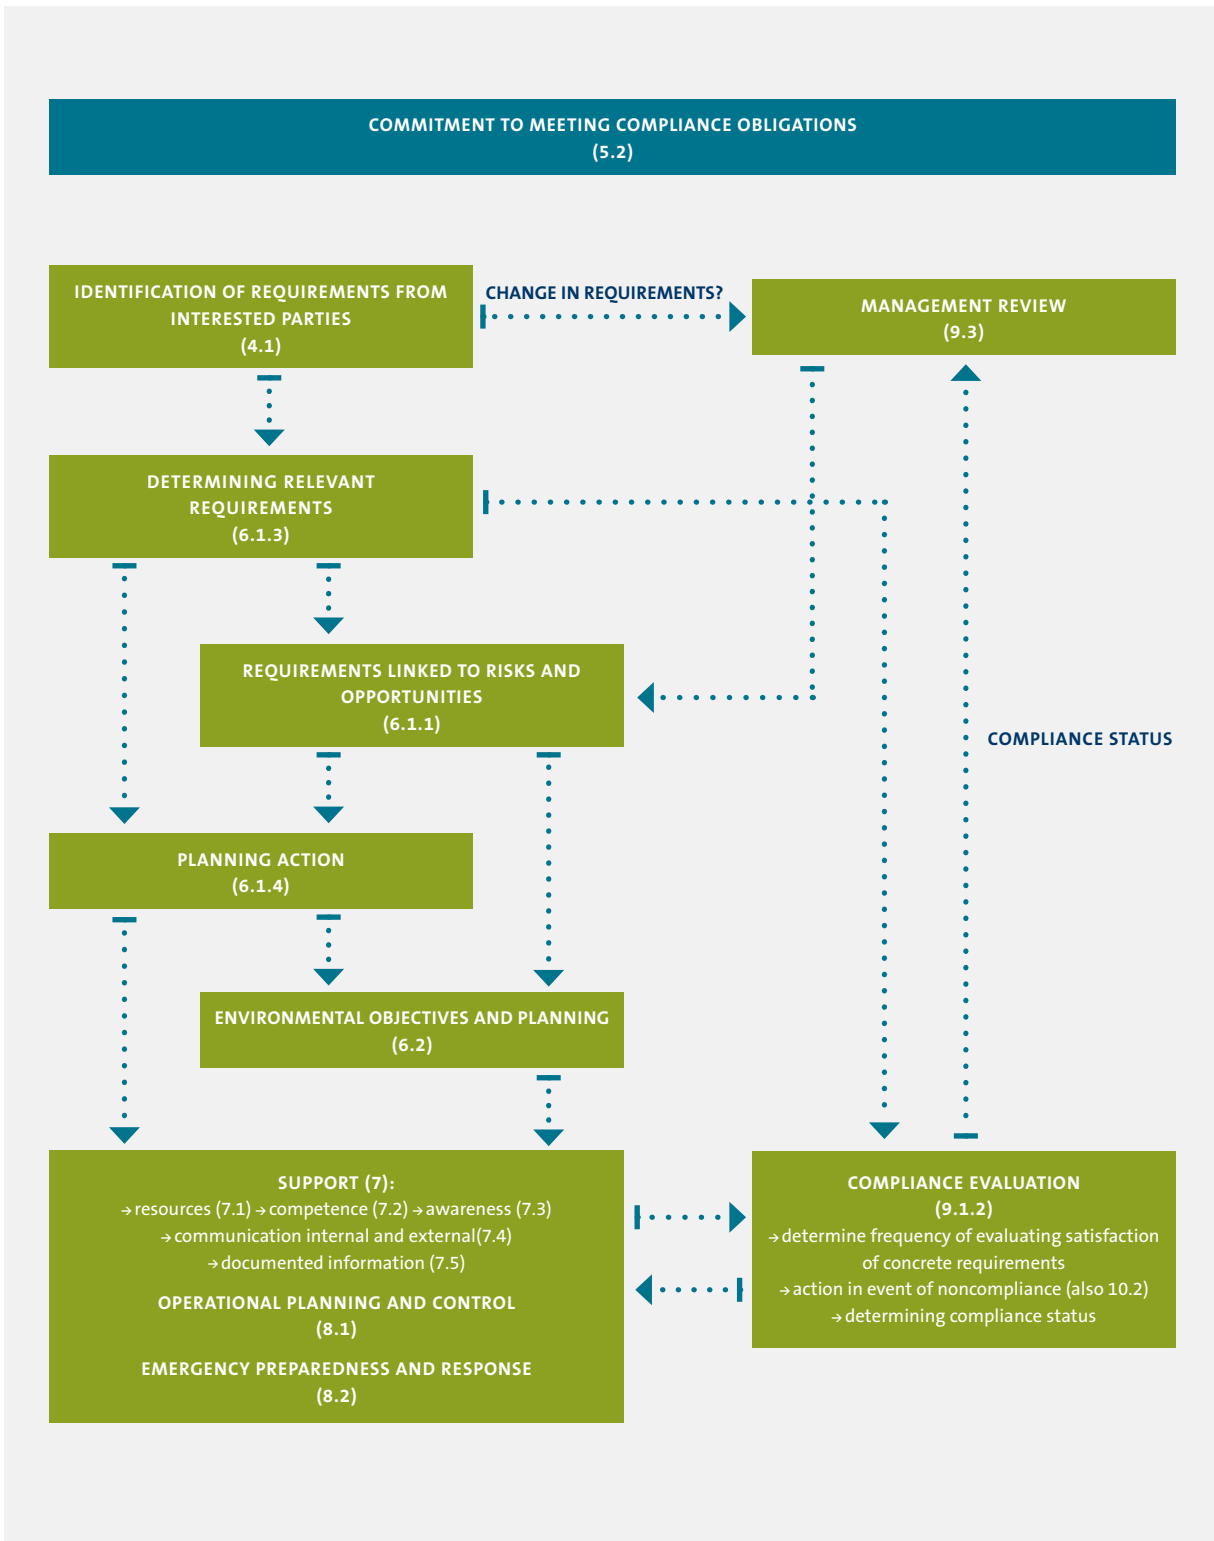 COMMITMENT TO MEETING COMPLIANCE OBLIGATIONS
(5.2)
IDENTIFICATION OF REQUIREMENTS FROM
INTERESTED PARTIES
(4.1)
CHANGE IN REQUIREMENTS?
MANAGEMENT REVIEW
(9.3)
DETERMINING RELEVANT
REQUIREMENTS
(6.1.3)
REQUIREMENTS LINKED TO RISKS AND
OPPORTUNITIES
(6.1.1)
COMPLIANCE STATUS
PLANNING ACTION
(6.1.4)
ENVIRONMENTAL OBJECTIVES AND PLANNING
(6.2)
SUPPORT (7):
→ resources (7.1) → competence (7.2) → awareness (7.3)
→ communication internal and external(7.4)
→ documented information (7.5)
OPERATIONAL PLANNING AND CONTROL
(8.1)
EMERGENCY PREPAREDNESS AND RESPONSE
(8.2)
COMPLIANCE EVALUATION
(9.1.2)
→ determine frequency of evaluating satisfaction
of concrete requirements
→ action in event of noncompliance (also 10.2)
→ determining compliance status